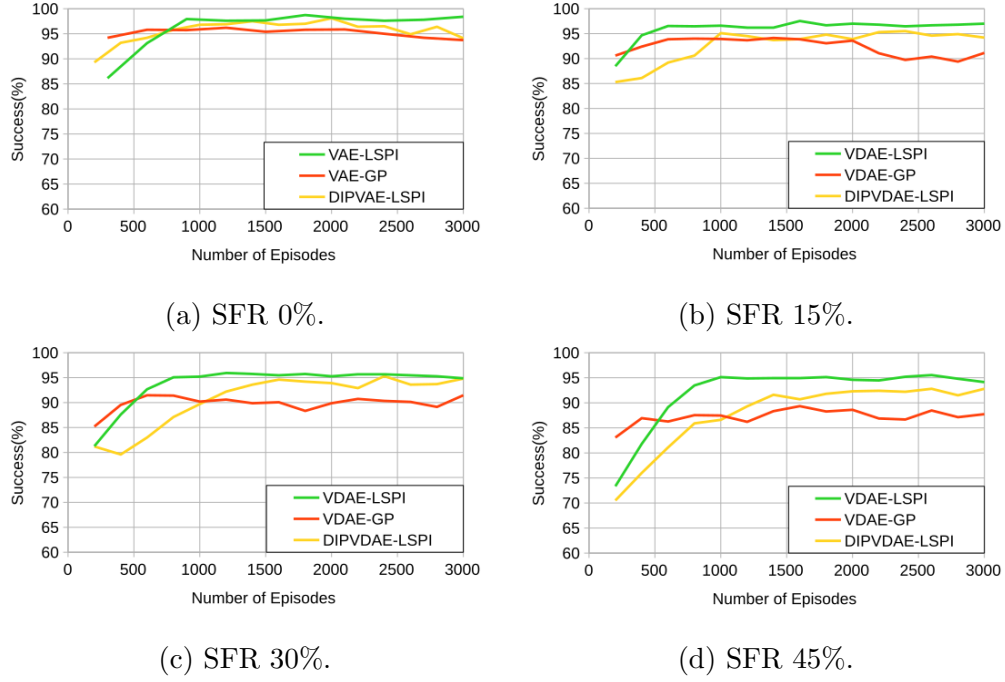 100
95
90
85
80
75
70
65
60
Success(%)
VAE-LSPI
VAE-GP
DIPVAE-LSPI
0 500 1000 1500 2000 2500 3000
Number of Episodes
(a) SFR 0%.
100
95
90
85
80
75
70
65
60
Success(%)
VDAE-LSPI
VDAE-GP
DIPVDAE-LSPI
0 500 1000 1500 2000 2500 3000
Number of Episodes
(b) SFR 15%.
100
95
90
85
80
75
70
65
60
Success(%)
VDAE-LSPI
VDAE-GP
DIPVDAE-LSPI
0 500 1000 1500 2000 2500 3000
Number of Episodes
(c) SFR 30%.
100
95
90
85
80
75
70
65
60
Success(%)
VDAE-LSPI
VDAE-GP
DIPVDAE-LSPI
0 500 1000 1500 2000 2500 3000
Number of Episodes
(d) SFR 45%.